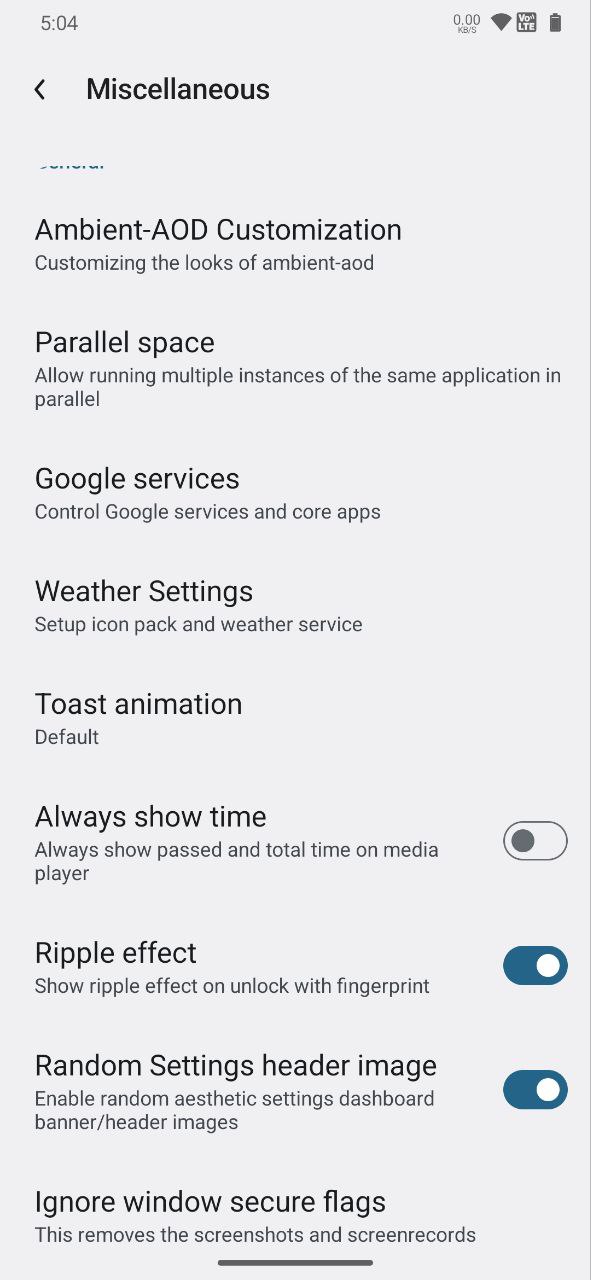 5:04
0.00
KB/S
Vo))
LTE
Miscellaneous
General
Ambient-AOD Customization
Customizing the looks of ambient-aod
Parallel space
Allow running multiple instances of the same application in
parallel
Google services
Control Google services and core apps
Weather Settings
Setup icon pack and weather service
Toast animation
Default
Always show time
Always show passed and total time on media
player
Ripple effect
Show ripple effect on unlock with fingerprint
Random Settings header image
Enable random aesthetic settings dashboard
banner/header images
Ignore window secure flags
This removes the screenshots and screenrecords